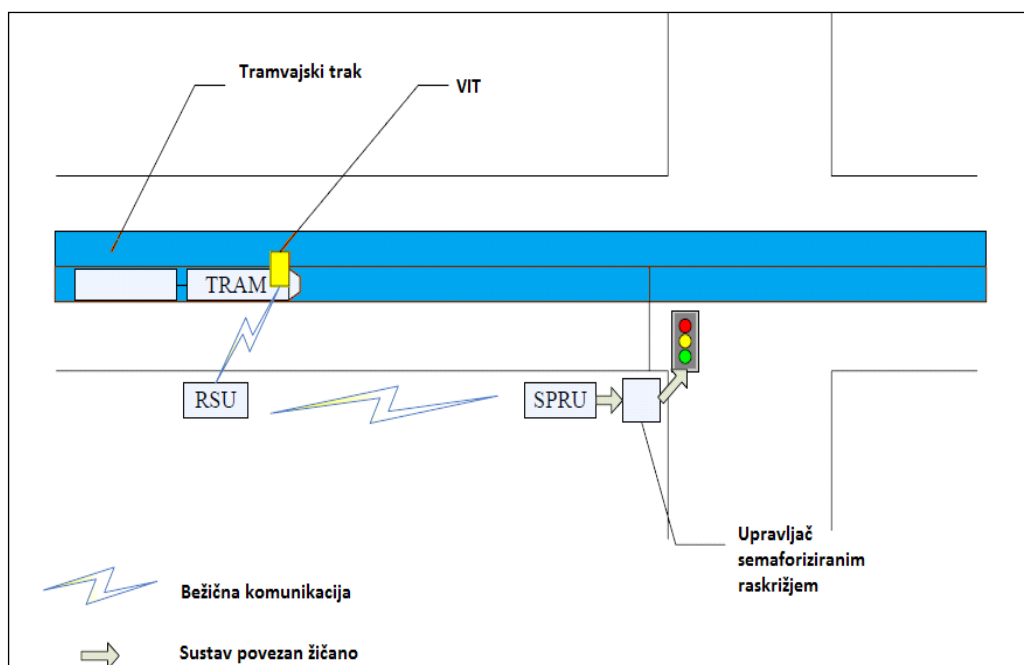 Tramvajski trak
VIT
TRAM
RSU
SPRU
Upravljač
semaforiziranim
raskrižjem
Bežična komunikacija
Sustav povezan žičano